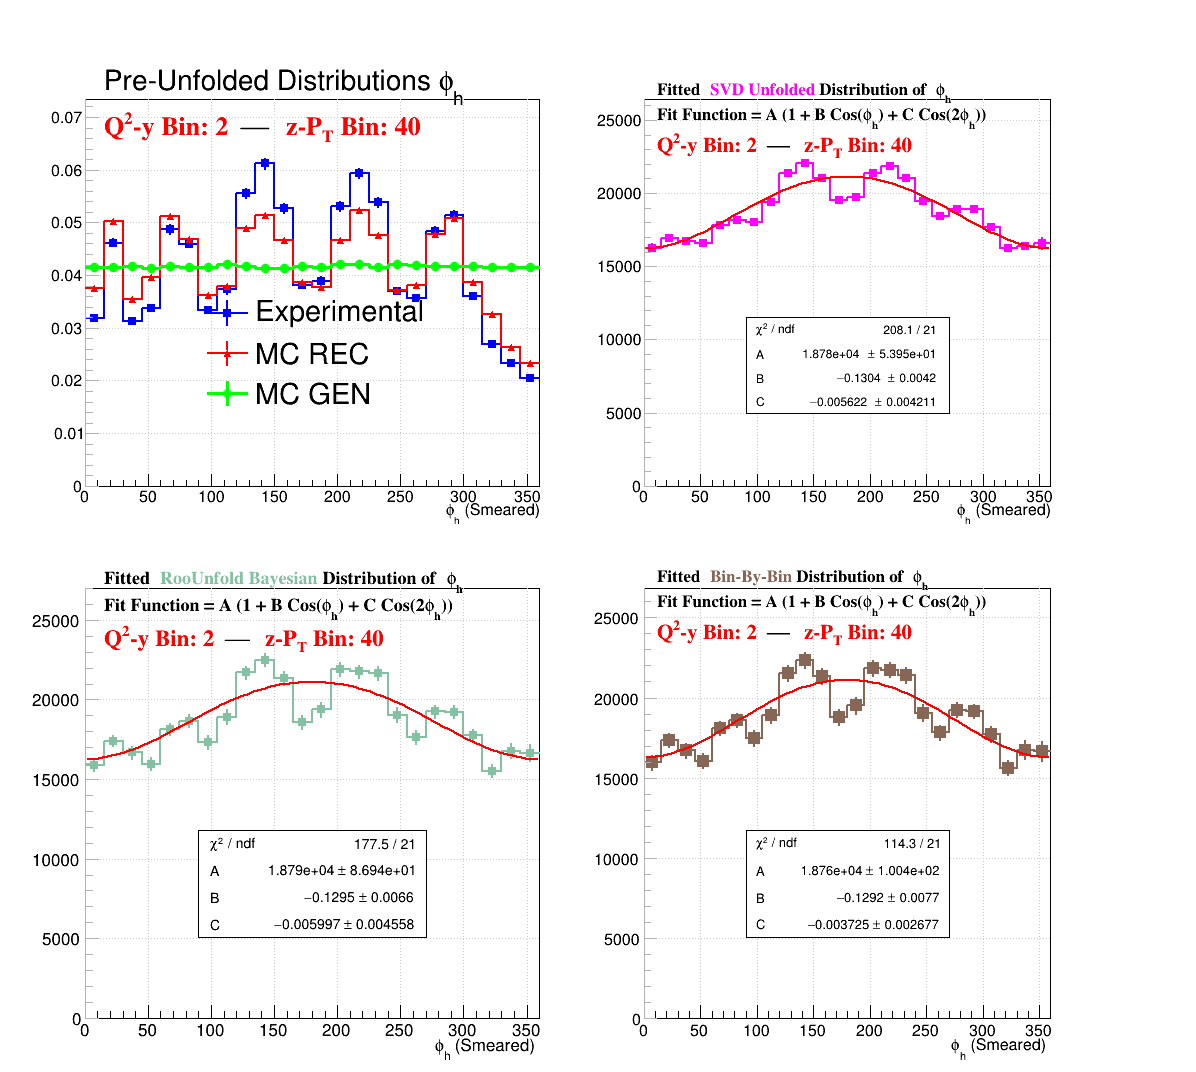 Pre-Unfolded Distributions ϕh
Q²-y Bin: 2 — z-PT Bin: 40
0.07
0.06
0.05
0.04
0.03
0.02
0.01
0
Experimental
MC REC
MC GEN
0 50 100 150 200 250 300 350
ϕh (Smeared)
Fitted SVD Unfolded Distribution of ϕh
Fit Function = A (1 + B Cos(ϕh) + C Cos(2ϕh))
Q²-y Bin: 2 — z-PT Bin: 40
25000
20000
15000
10000
5000
0
χ² / ndf 208.1 / 21
A 1.878e+04 ± 5.395e+01
B −0.1304 ± 0.0042
C −0.005622 ± 0.004211
0 50 100 150 200 250 300 350
ϕh (Smeared)
Fitted RooUnfold Bayesian Distribution of ϕh
Fit Function = A (1 + B Cos(ϕh) + C Cos(2ϕh))
Q²-y Bin: 2 — z-PT Bin: 40
25000
20000
15000
10000
5000
0
χ² / ndf 177.5 / 21
A 1.879e+04 ± 8.694e+01
B −0.1295 ± 0.0066
C −0.005997 ± 0.004558
0 50 100 150 200 250 300 350
ϕh (Smeared)
Fitted Bin-By-Bin Distribution of ϕh
Fit Function = A (1 + B Cos(ϕh) + C Cos(2ϕh))
Q²-y Bin: 2 — z-PT Bin: 40
25000
20000
15000
10000
5000
0
χ² / ndf 114.3 / 21
A 1.876e+04 ± 1.004e+02
B −0.1292 ± 0.0077
C −0.003725 ± 0.002677
0 50 100 150 200 250 300 350
ϕh (Smeared)